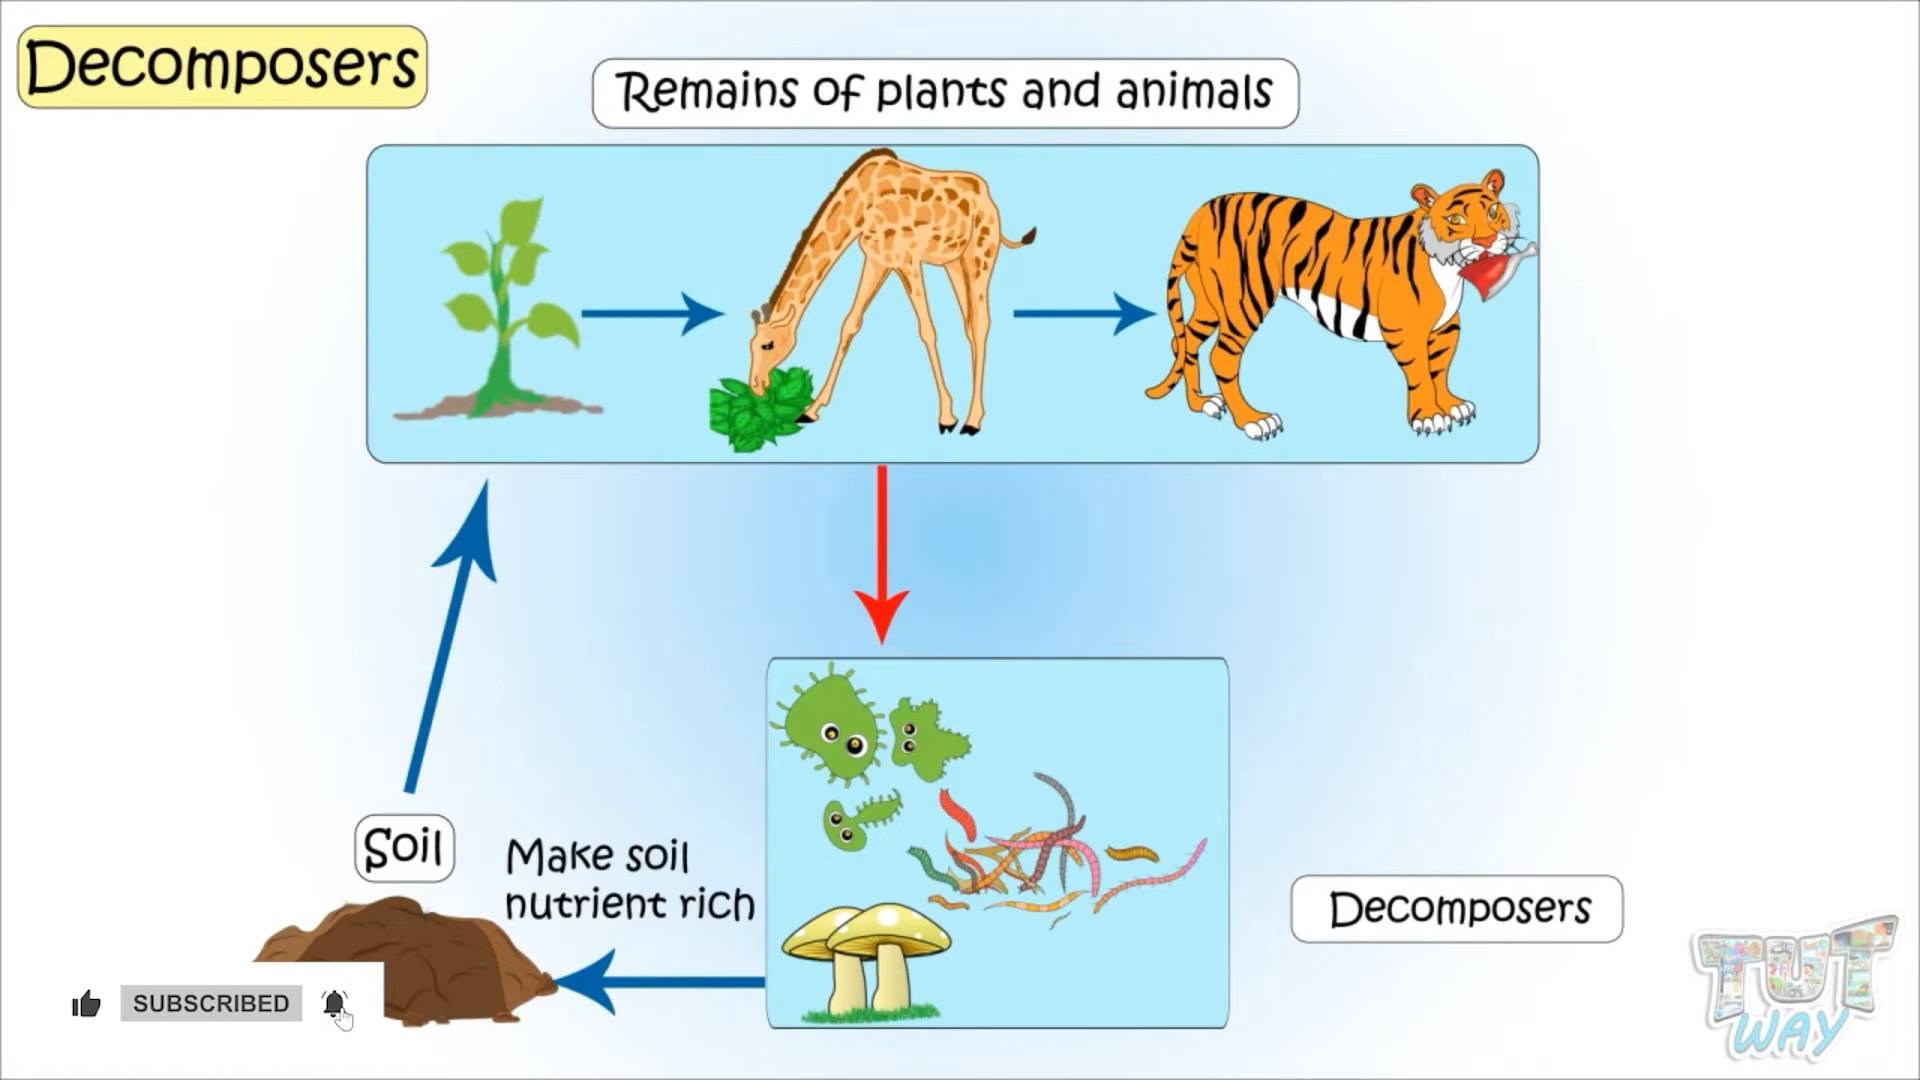 Decomposers
Remains of plants and animals
Soil
Make soil
nutrient rich
Decomposers
SUBSCRIBED
TUT
WAY